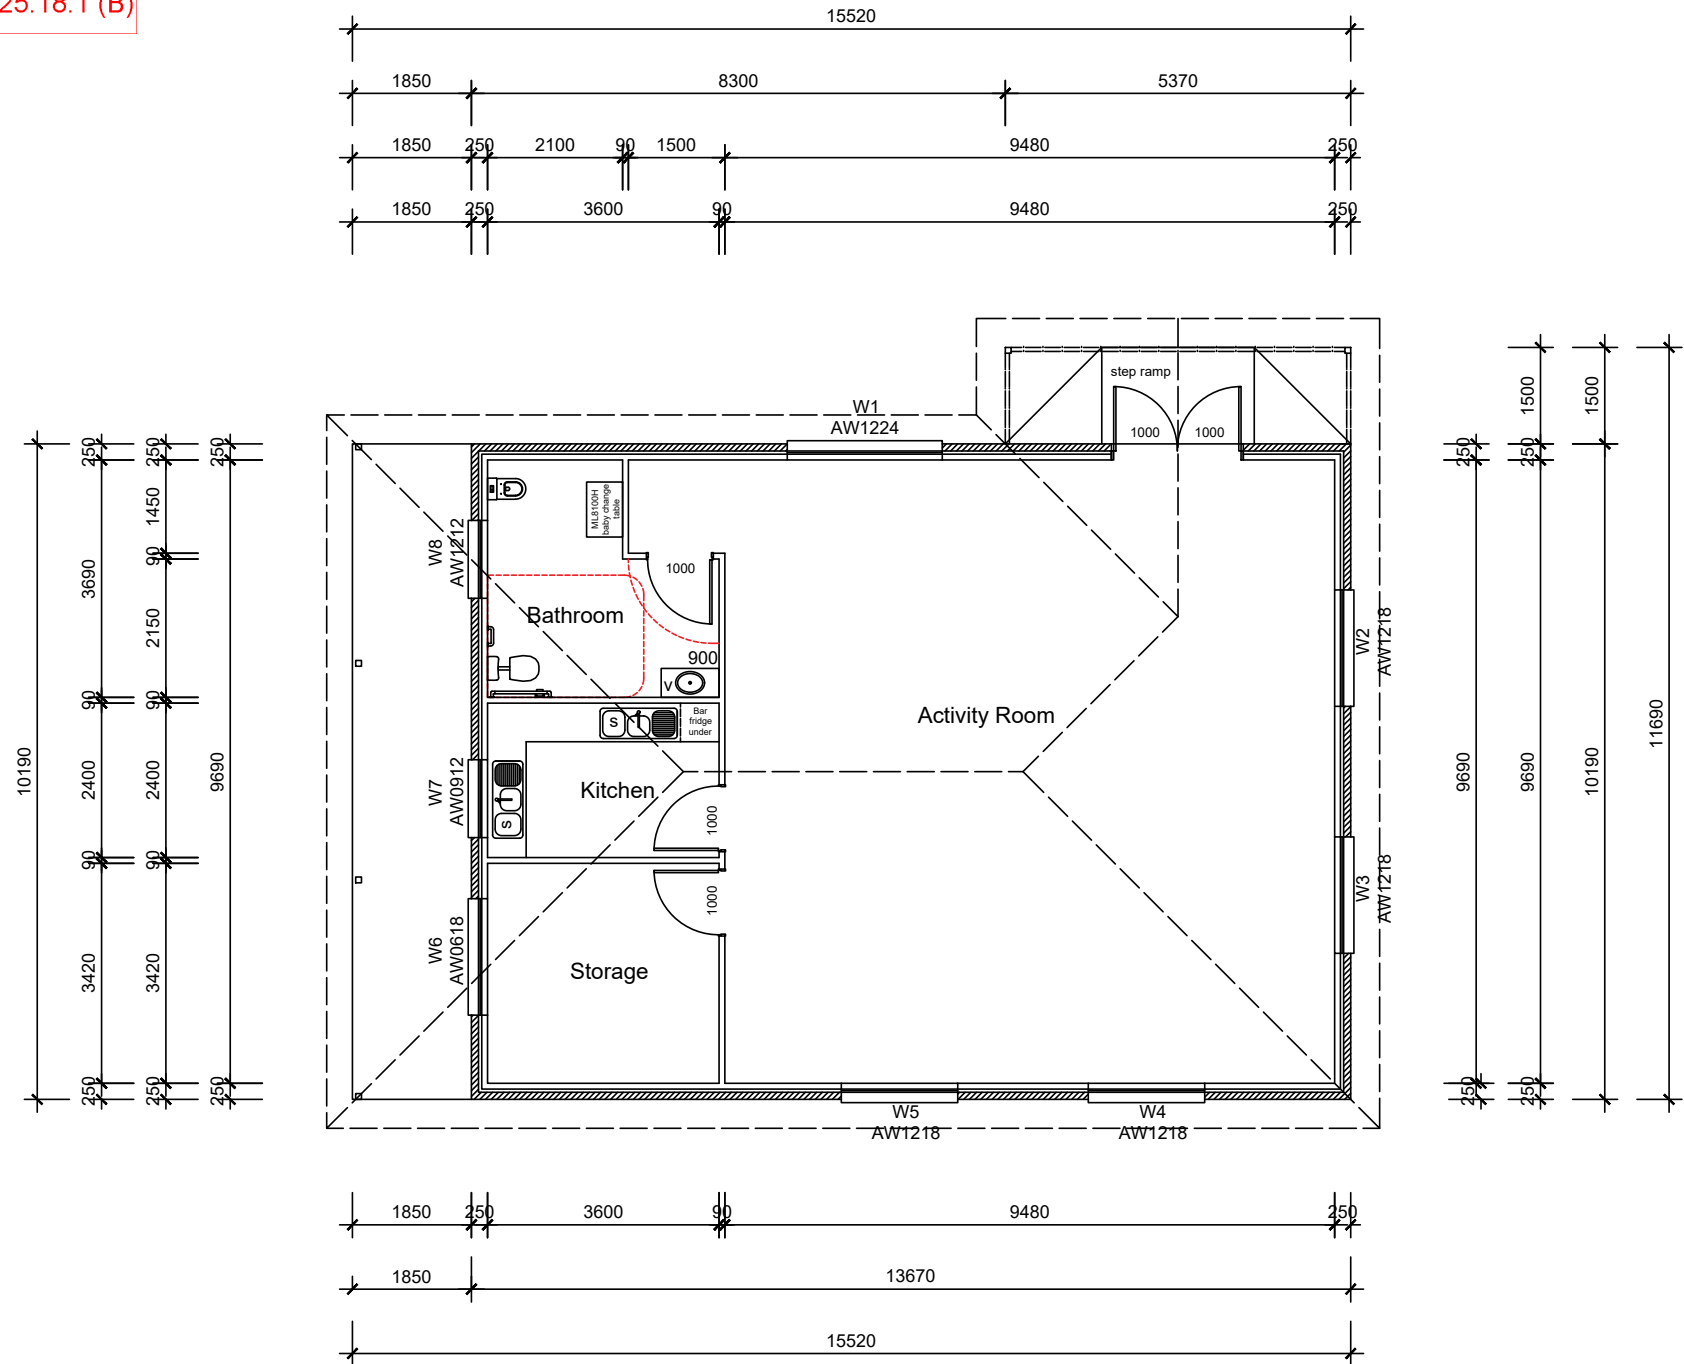 25.18.1 (B)
15520
1850 8300 5370
1850 250 2100 90 1500 9480 250
1850 250 3600 90 9480 250
step ramp
1000 1000
W1
AW1224
ML8100H
baby change
table
1000
W8
AW1212
Bathroom
900
V
Bar
fridge
under
S
Kitchen
S
W7
AW0912
1000
1000
Storage
W6
AW0618
Activity Room
W2
AW1218
W3
AW1218
W5
AW1218
W4
AW1218
10190
250 3690 90 2400 90 3420 250
250 1450 90 2150 90 2400 90 3420 250
250 9690 250
250 9690 250
1500 250 9690 250
1500 10190
11690
1850 250 3600 90 9480 250
1850 13670
15520